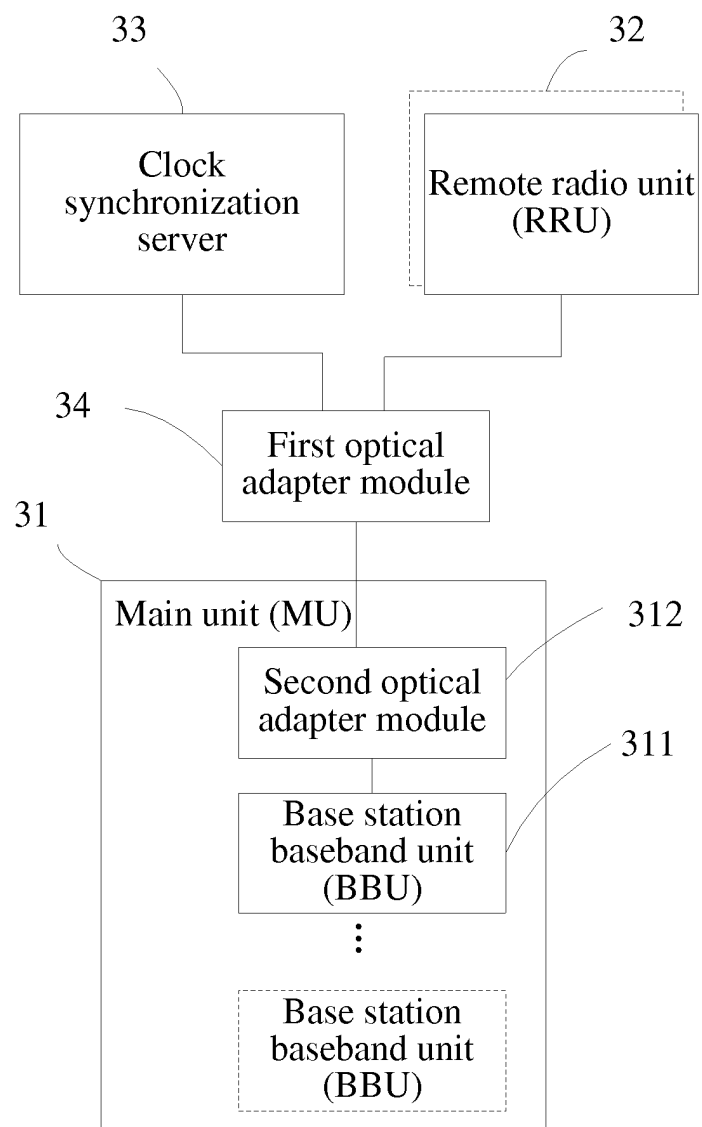 33
32
Clock
synchronization
server
Remote radio unit
(RRU)
34
First optical
adapter module
31
Main unit (MU)
312
Second optical
adapter module
311
Base station
baseband unit
(BBU)
Base station
baseband unit
(BBU)